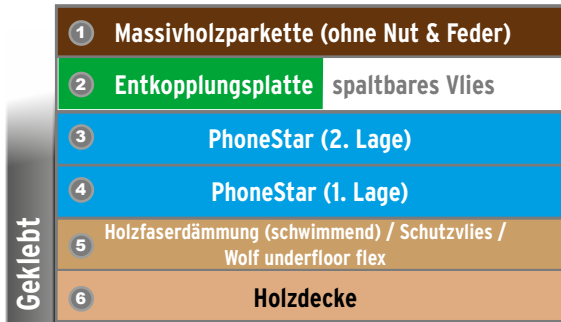 1 Massivholzparkette (ohne Nut & Feder)
2 Entkopplungsplatte spaltbares Vlies
3 PhoneStar (2. Lage)
4 PhoneStar (1. Lage)
5 Holzfaserdämmung (schwimmend) / Schutzvlies /
Wolf underfloor flex
6 Holzdecke
Geklebt